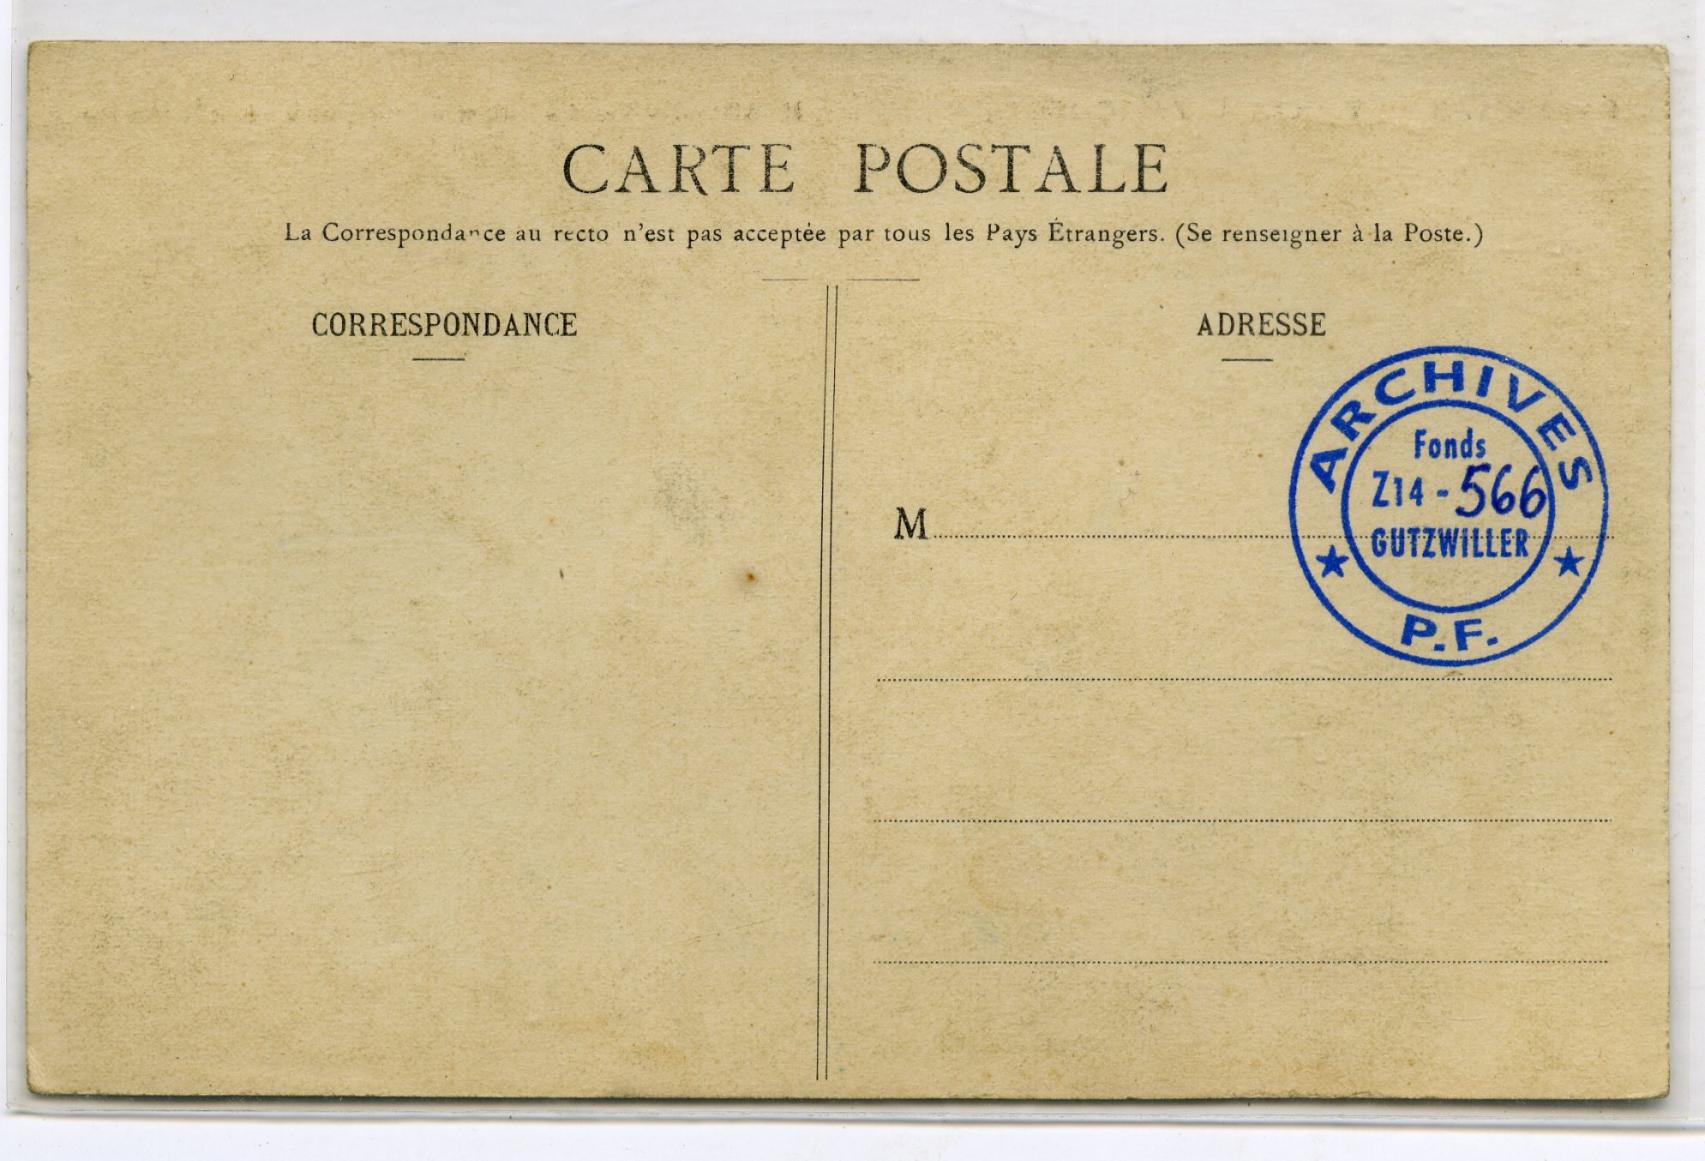 CARTE POSTALE
La Correspondance au recto n'est pas acceptée par tous les Pays Étrangers. (Se renseigner à la Poste.)
CORRESPONDANCE
ADRESSE
ARCHIVES
Fonds
Z14 - 566
GUTZWILLER
P.F.
M